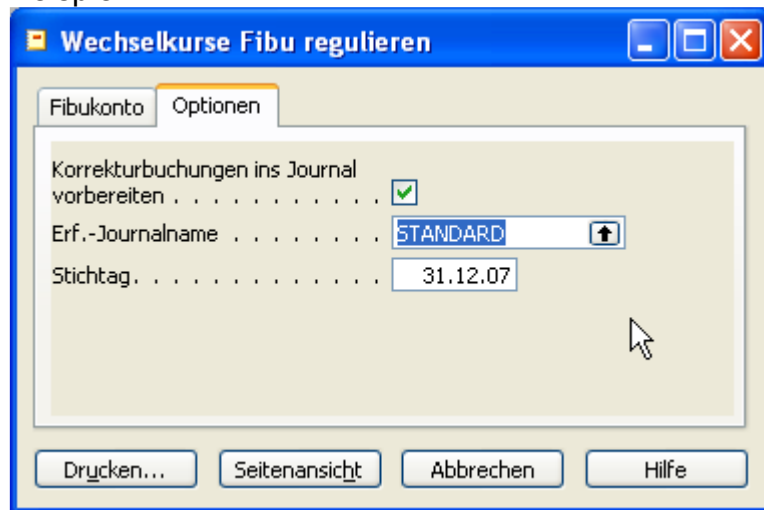 Wechselkurse Fibu regulieren
Fibukonto Optionen
Korrekturbuchungen ins Journal
vorbereiten . . . . . . . . . . .
Erf.-Journalname . . . . . . . STANDARD
Stichtag. . . . . . . . . . . . . 31.12.07
Drucken... Seitenansicht Abbrechen Hilfe